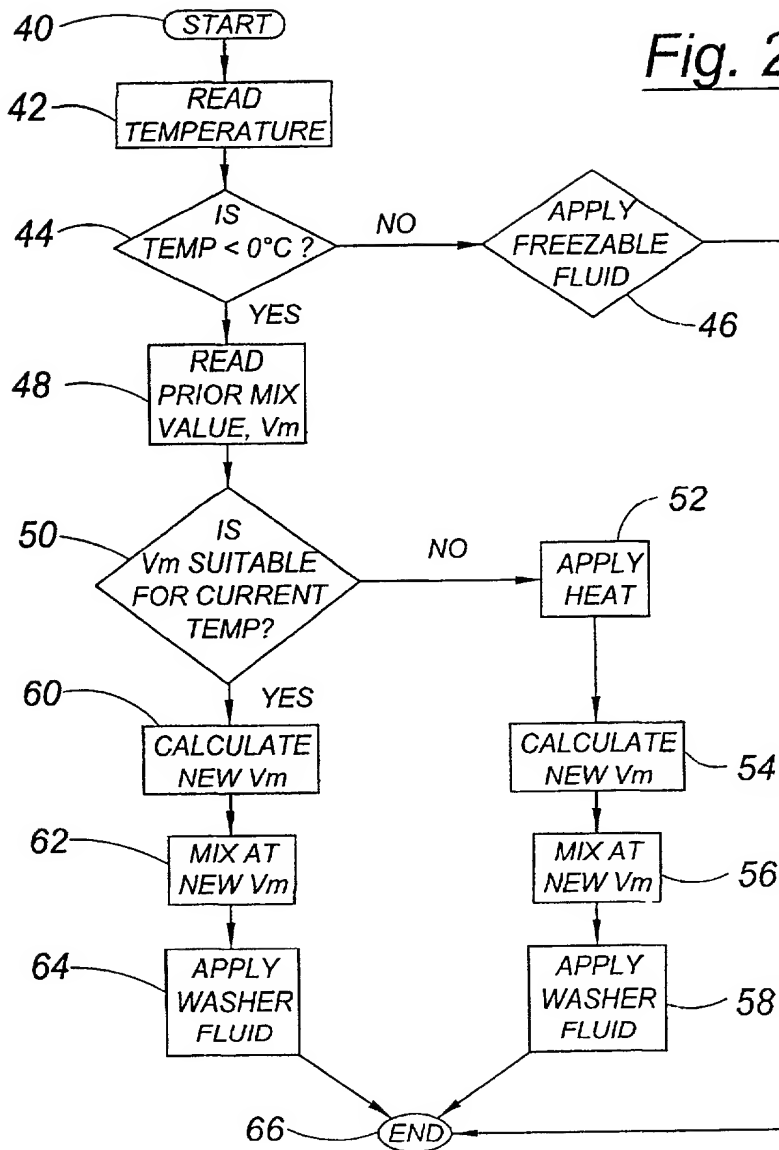 Fig. 2
40
START
42
READ
TEMPERATURE
44
IS
TEMP < 0°C ?
NO
APPLY
FREEZABLE
FLUID
46
YES
48
READ
PRIOR MIX
VALUE, Vm
50
IS
Vm SUITABLE
FOR CURRENT
TEMP?
NO
52
APPLY
HEAT
YES
60
CALCULATE
NEW Vm
CALCULATE
NEW Vm
54
62
MIX AT
NEW Vm
MIX AT
NEW Vm
56
64
APPLY
WASHER
FLUID
APPLY
WASHER
FLUID
58
66
END